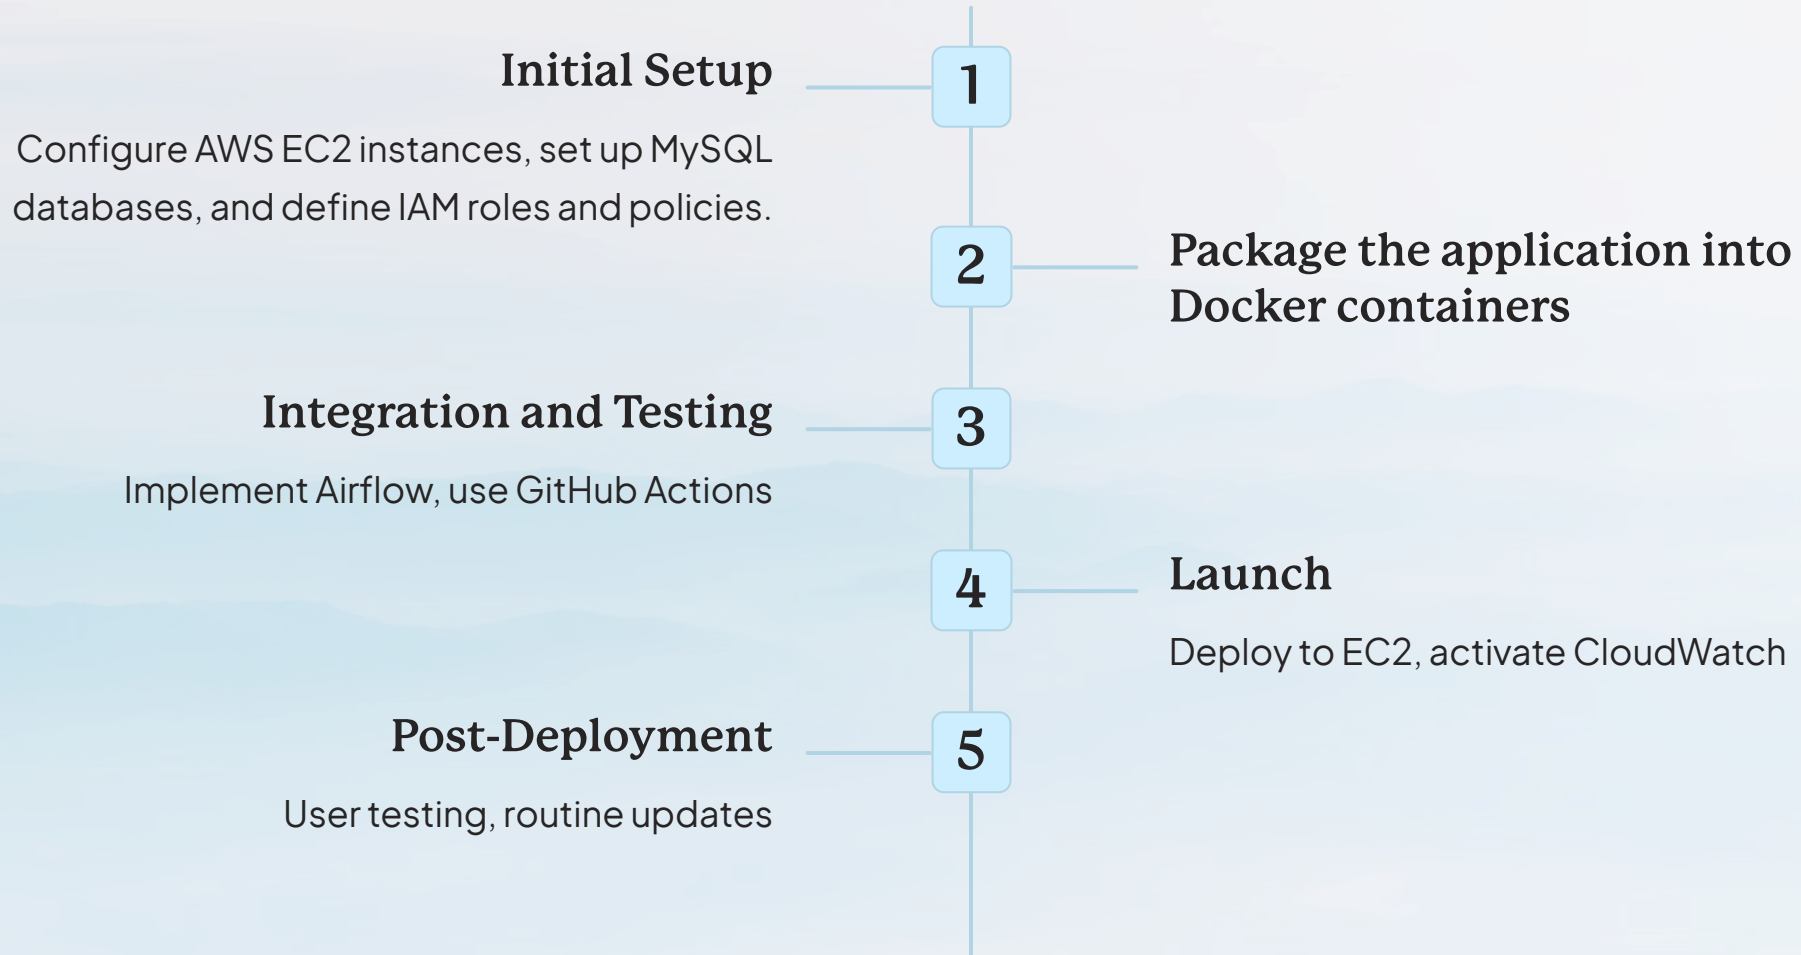 1
Initial Setup
Configure AWS EC2 instances, set up MySQL
databases, and define IAM roles and policies.
2
Package the application into
Docker containers
3
Integration and Testing
Implement Airflow, use GitHub Actions
4
Launch
Deploy to EC2, activate CloudWatch
5
Post-Deployment
User testing, routine updates